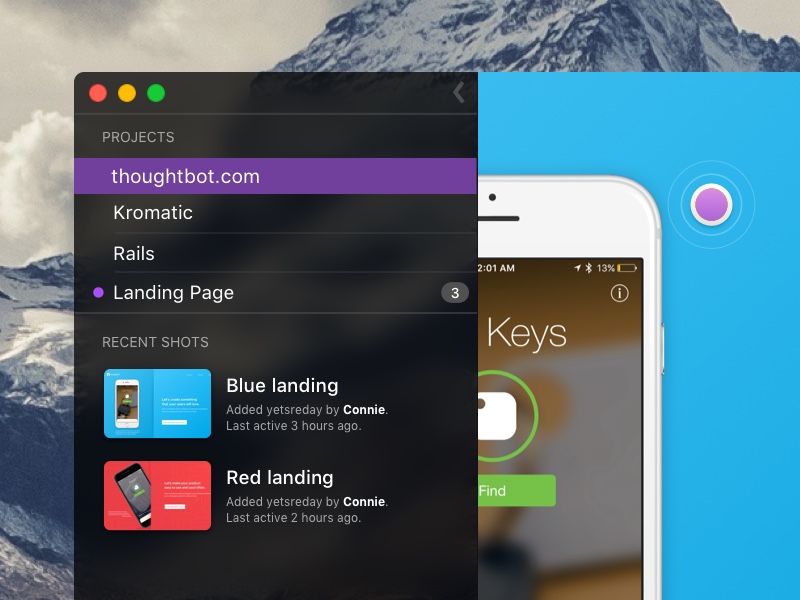 PROJECTS
thoughtbot.com
Kromatic
Rails
Landing Page
3
RECENT SHOTS
Blue landing
Added yetsreday by Connie.
Last active 3 hours ago.
Red landing
Added yetsreday by Connie.
Last active 2 hours ago.
2:01 AM
13%
Keys
Find